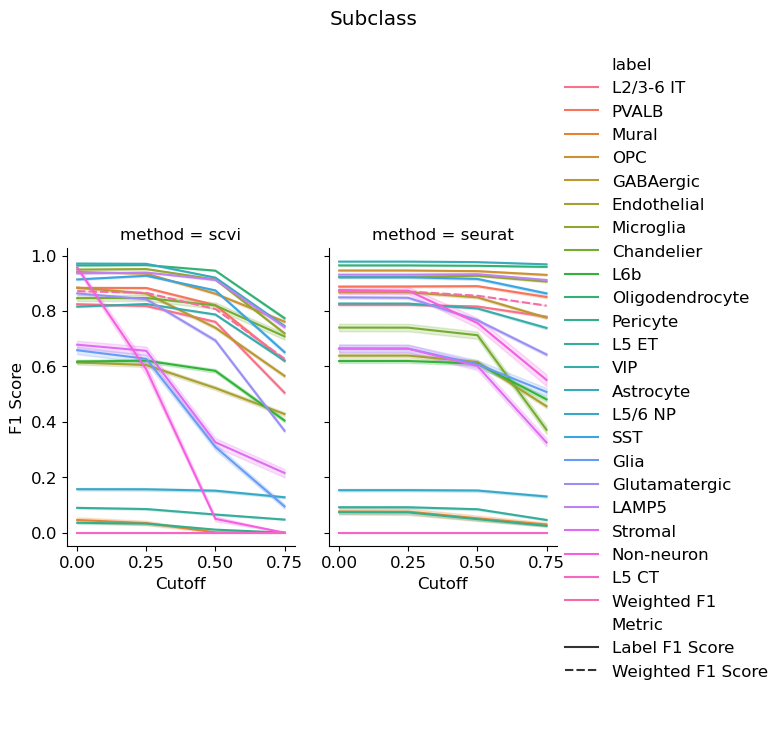 Subclass
label
L2/3-6 IT
PVALB
Mural
OPC
GABAergic
Endothelial
Microglia
Chandelier
L6b
Oligodendrocyte
Pericyte
L5 ET
VIP
Astrocyte
L5/6 NP
SST
Glia
Glutamatergic
LAMP5
Stromal
Non-neuron
L5 CT
Weighted F1
Metric
Label F1 Score
Weighted F1 Score
method = scvi
method = seurat
F1 Score
1.0
0.8
0.6
0.4
0.2
0.0
0.00 0.25 0.50 0.75
0.00 0.25 0.50 0.75
Cutoff
Cutoff